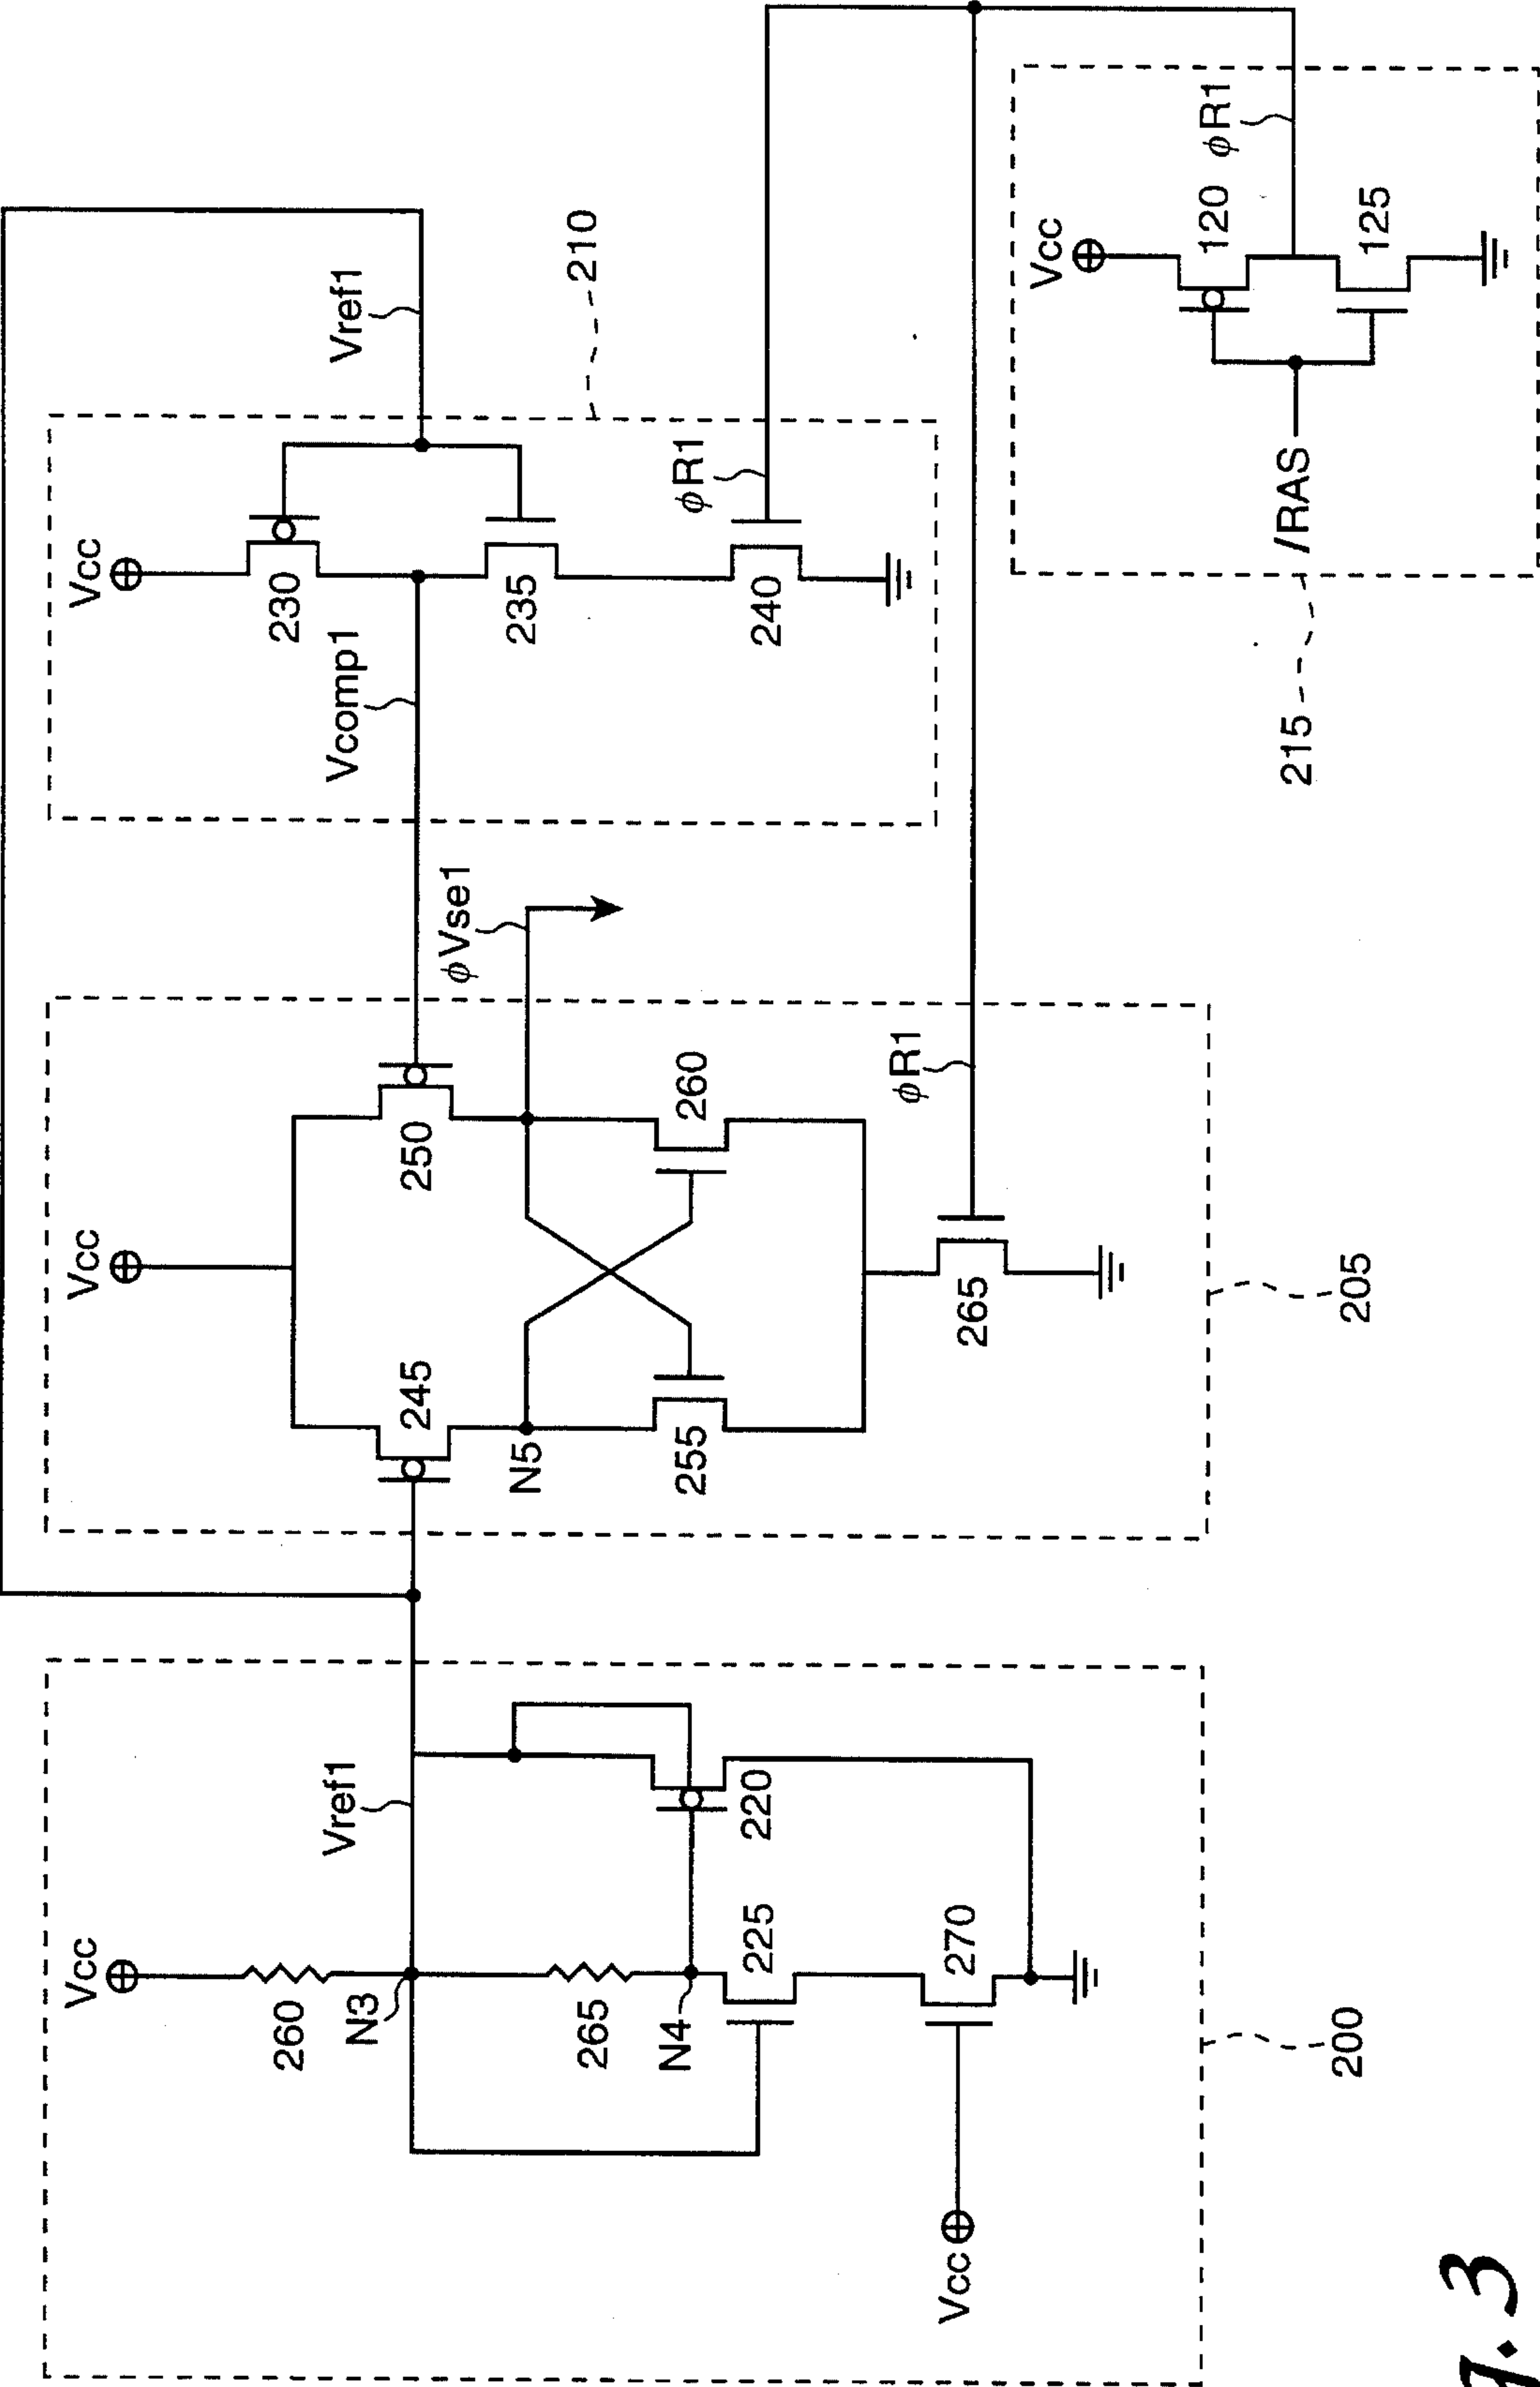 Vcc
260
N3
Vref1
265
N4
225
220
270
Vcc
200
Vcc
245
250
N5
255
260
265
φR1
φVse1
205
Vcomp1
Vcc
230
235
240
φR1
Vref1
210
/RAS
Vcc
120
125
φR1
215
3